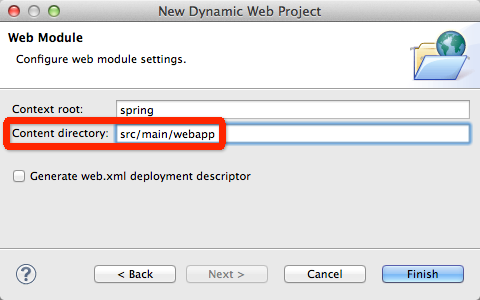 New Dynamic Web Project
Web Module
Configure web module settings.
Context root: spring
Content directory: src/main/webapp
Generate web.xml deployment descriptor
? < Back Next > Cancel Finish